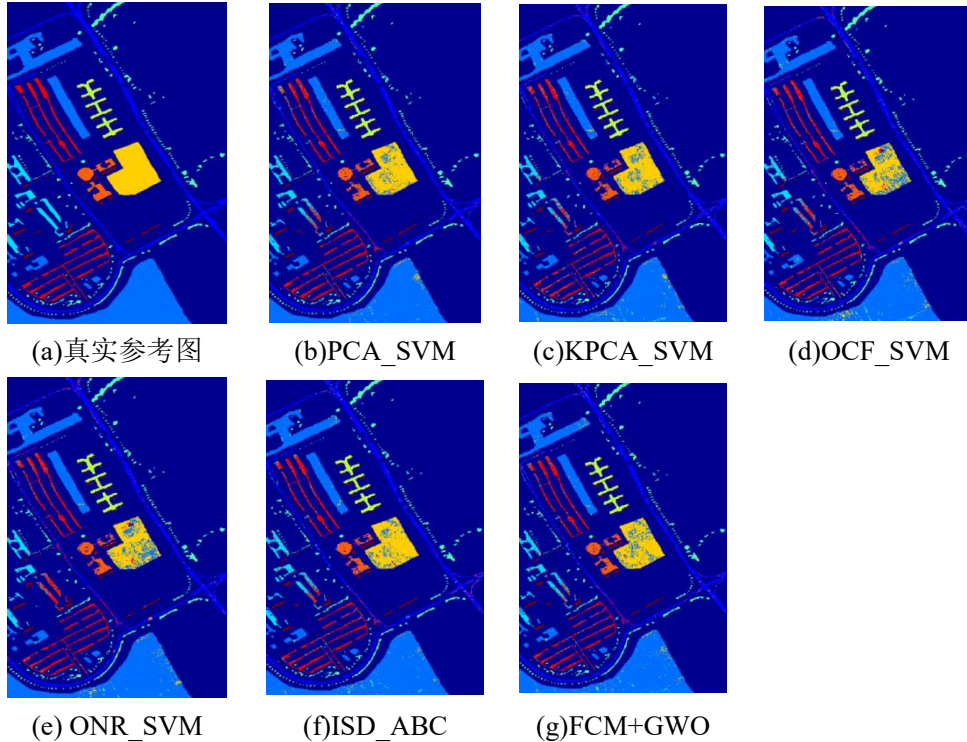 (a)真实参考图
(b)PCA_SVM
(c)KPCA_SVM
(d)OCF_SVM
(e) ONR_SVM
(f)ISD_ABC
(g)FCM+GWO